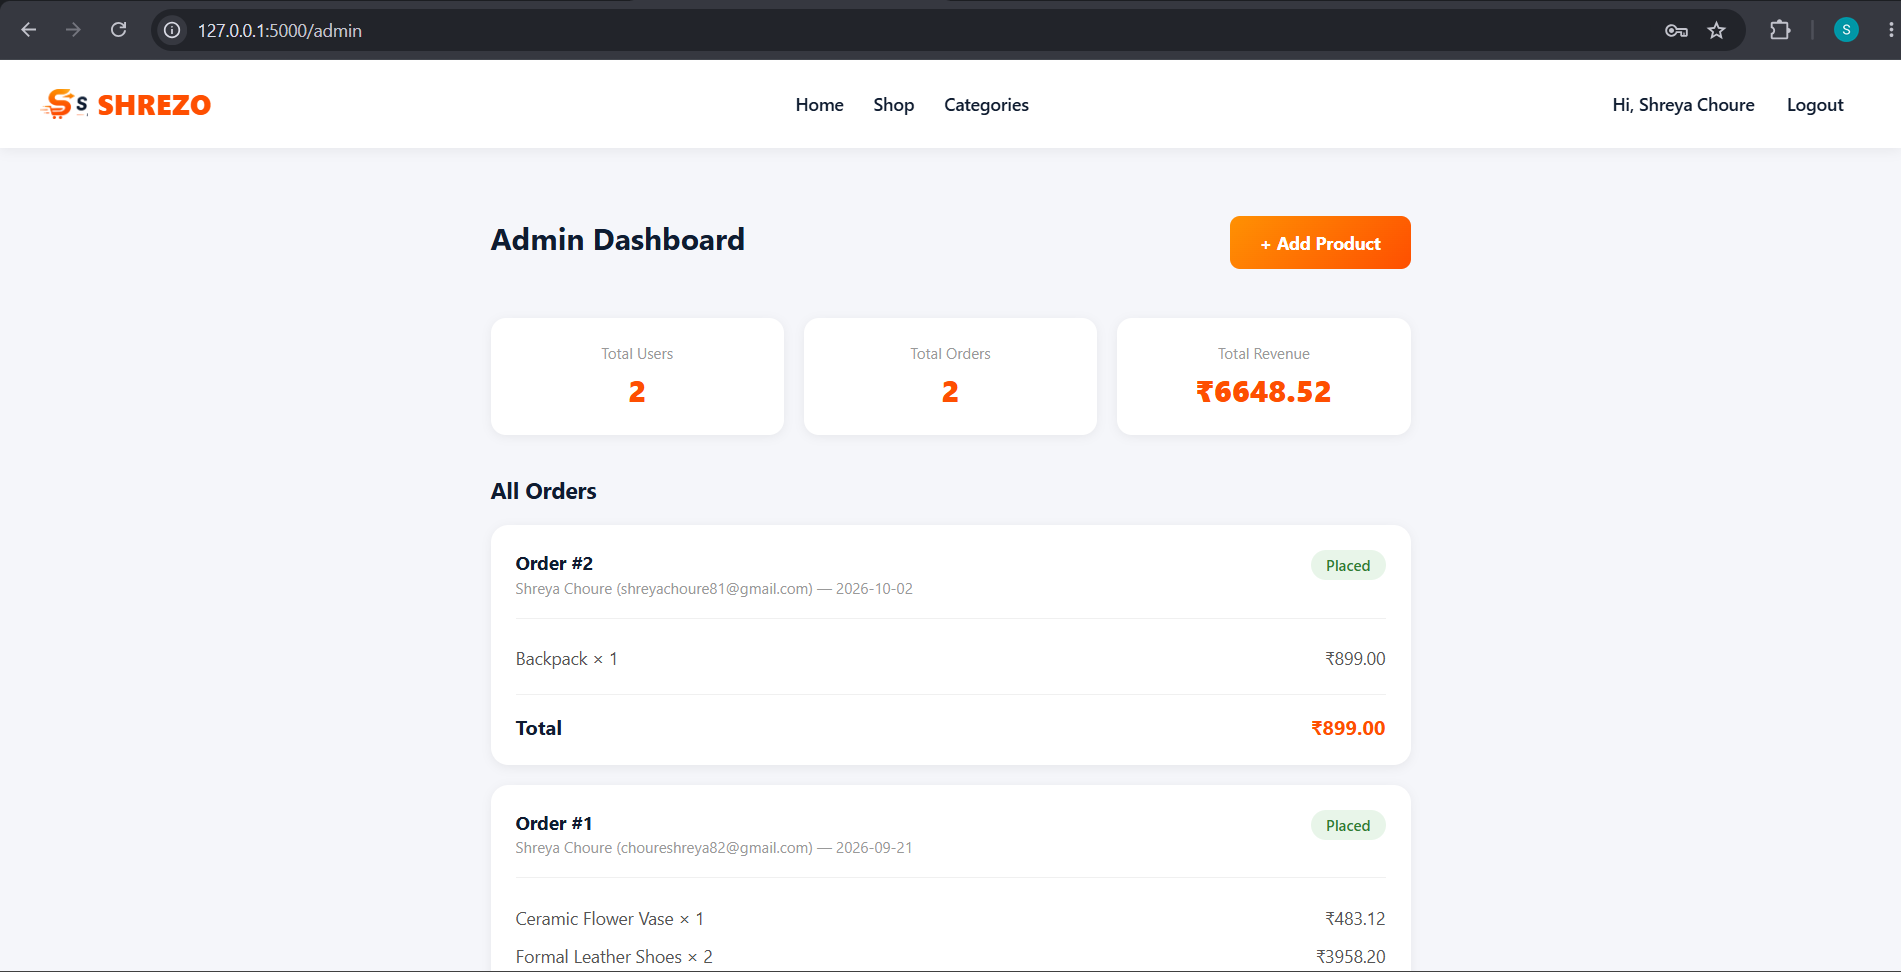 127.0.0.1:5000/admin
S
S SHREZO
Home Shop Categories
Hi, Shreya Choure Logout
Admin Dashboard
+ Add Product
Total Users
2
Total Orders
2
Total Revenue
₹6648.52
All Orders
Order #2
Placed
Shreya Choure (shreyachoure81@gmail.com) — 2026-10-02
Backpack × 1 ₹899.00
Total ₹899.00
Order #1
Placed
Shreya Choure (choureshreya82@gmail.com) — 2026-09-21
Ceramic Flower Vase × 1 ₹483.12
Formal Leather Shoes × 2 ₹3958.20